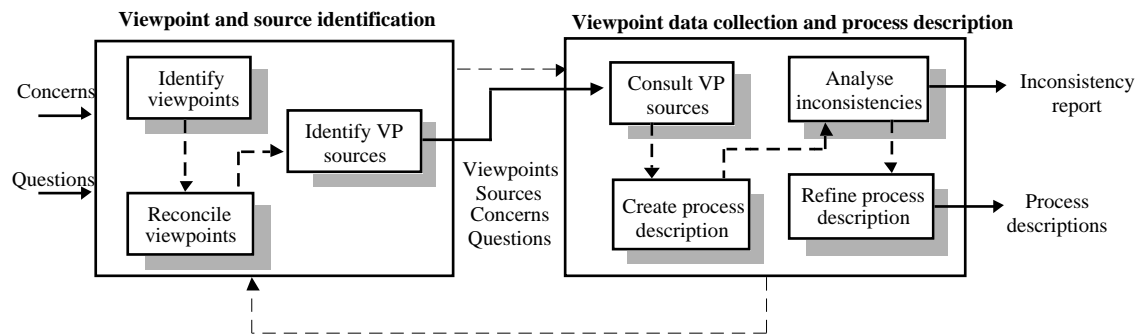 Viewpoint and source identification
Concerns
Questions
Identify
viewpoints
Reconcile
viewpoints
Identify VP
sources
Viewpoints
Sources
Concerns
Questions
Viewpoint data collection and process description
Consult VP
sources
Create process
description
Analyse
inconsistencies
Refine process
description
Inconsistency
report
Process
descriptions